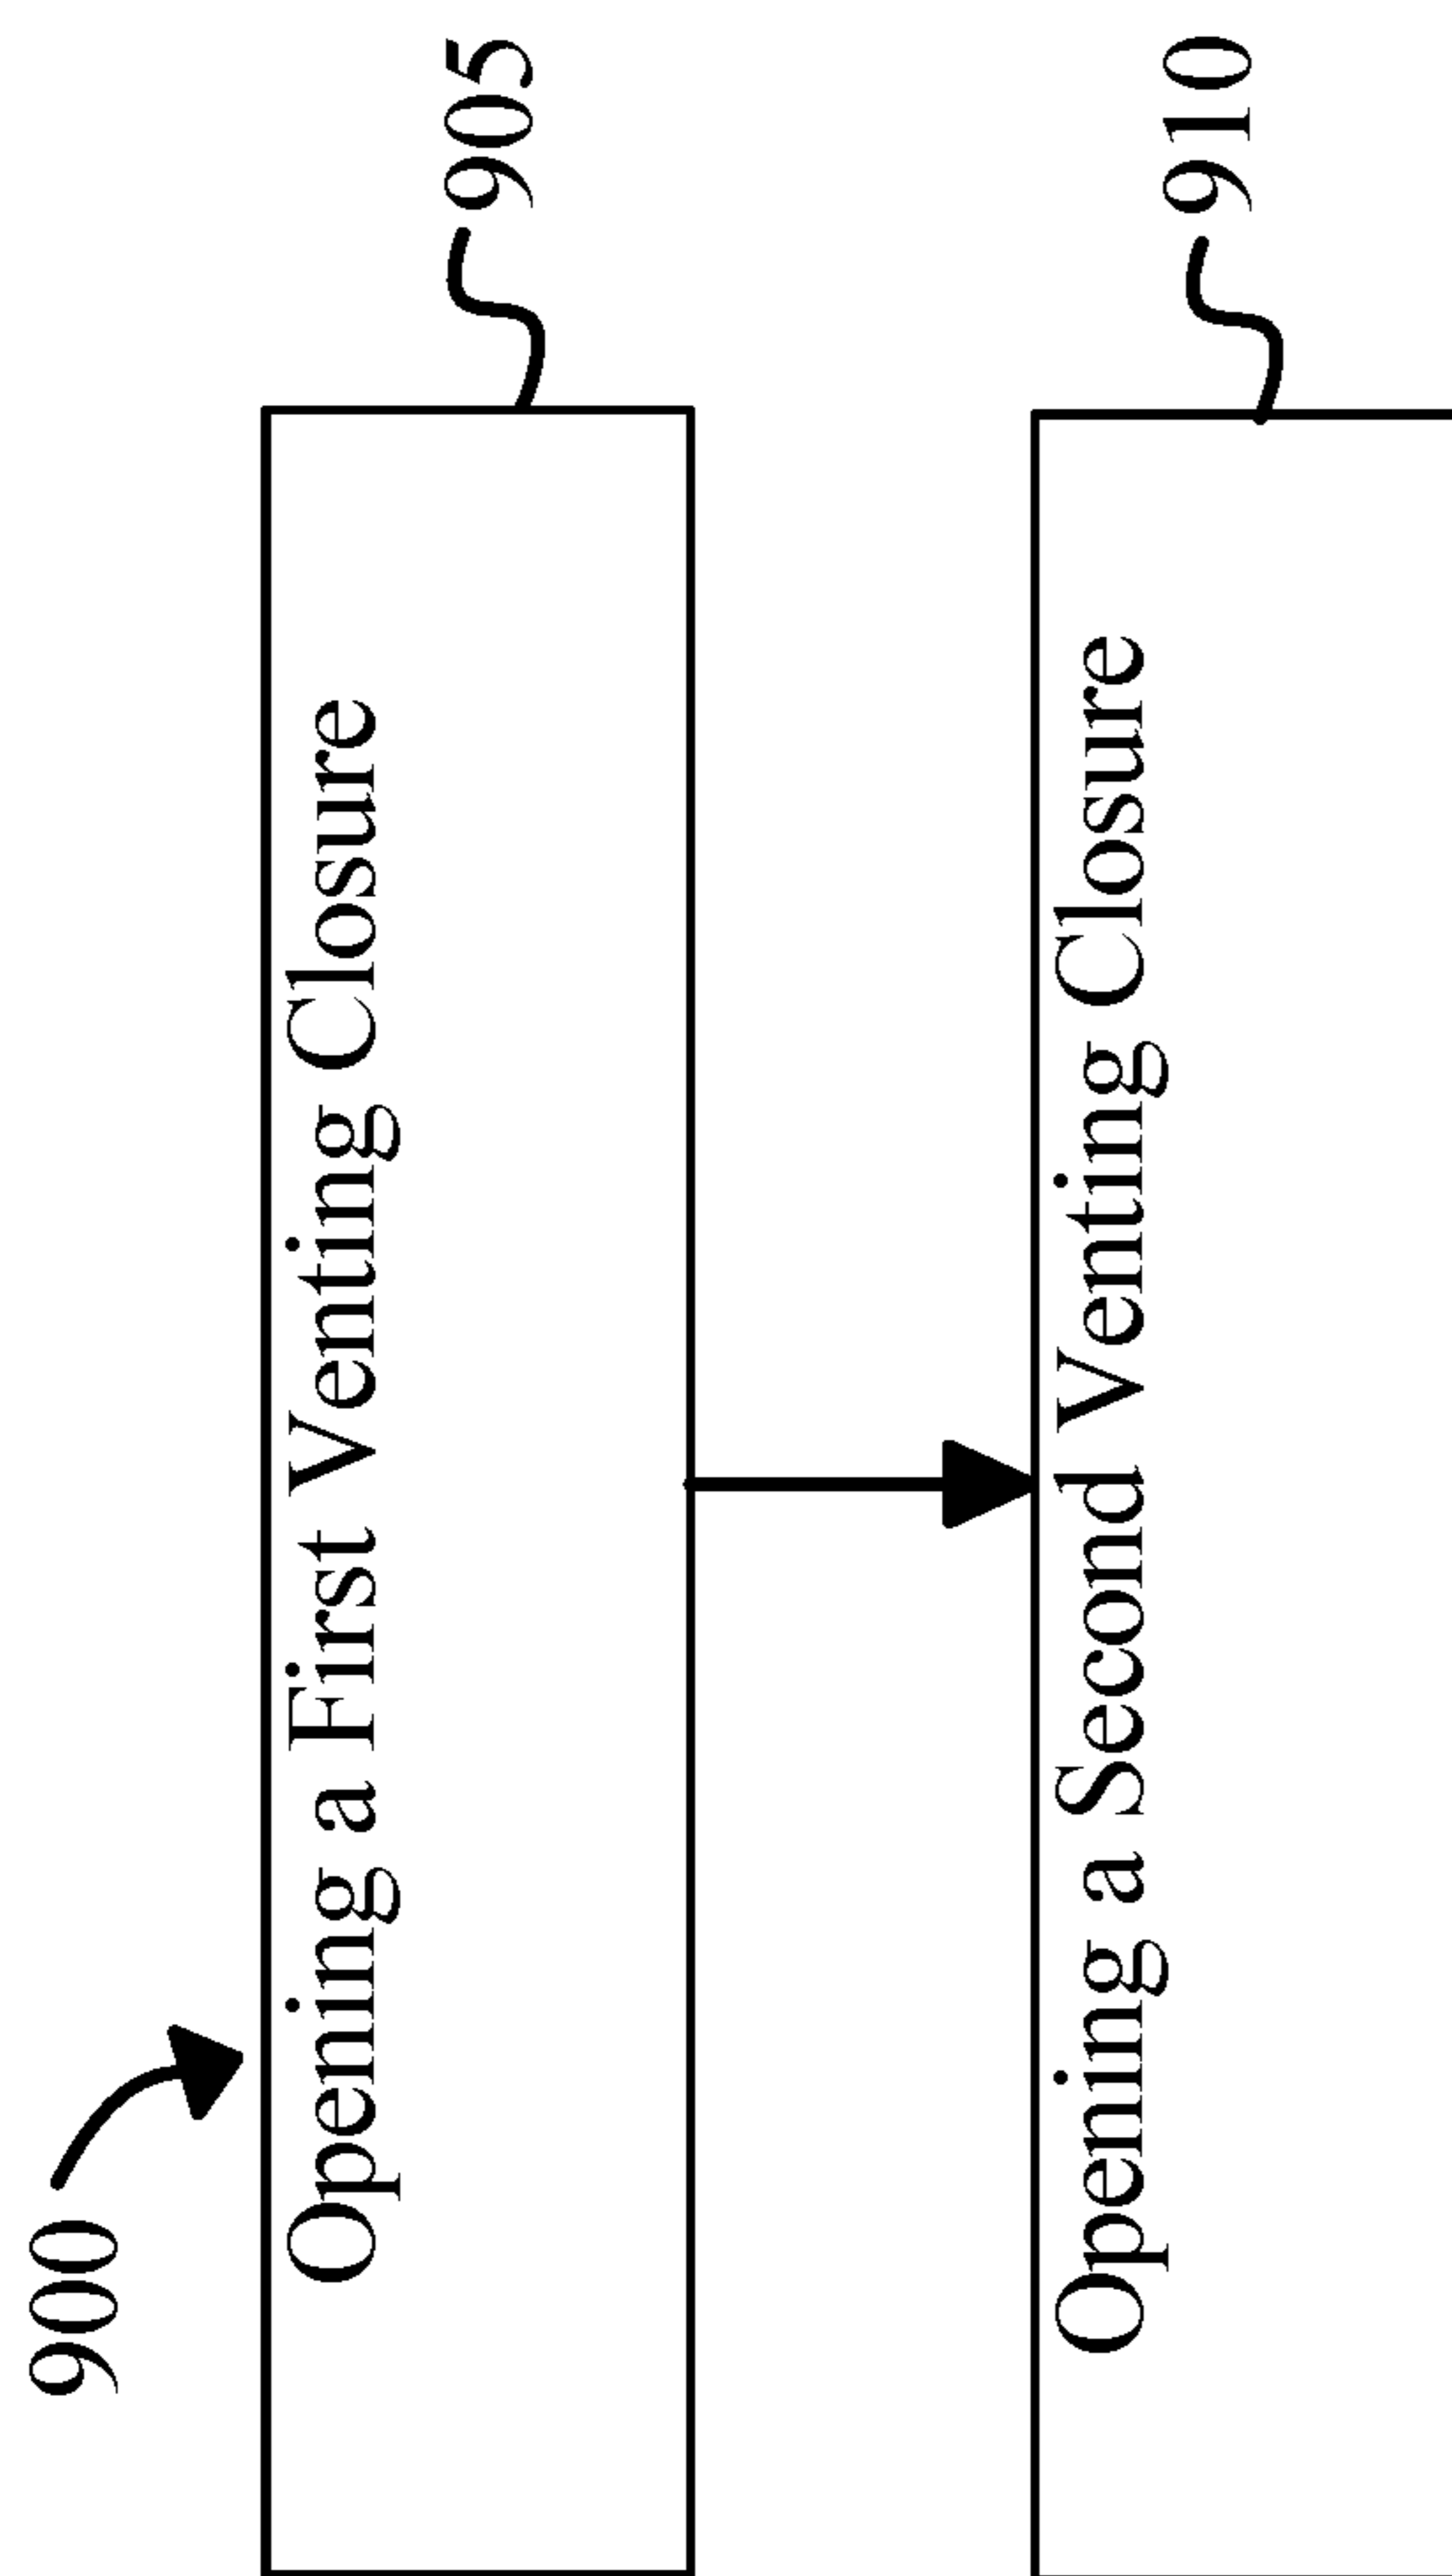 900
905
Opening a First Venting Closure
910
Opening a Second Venting Closure